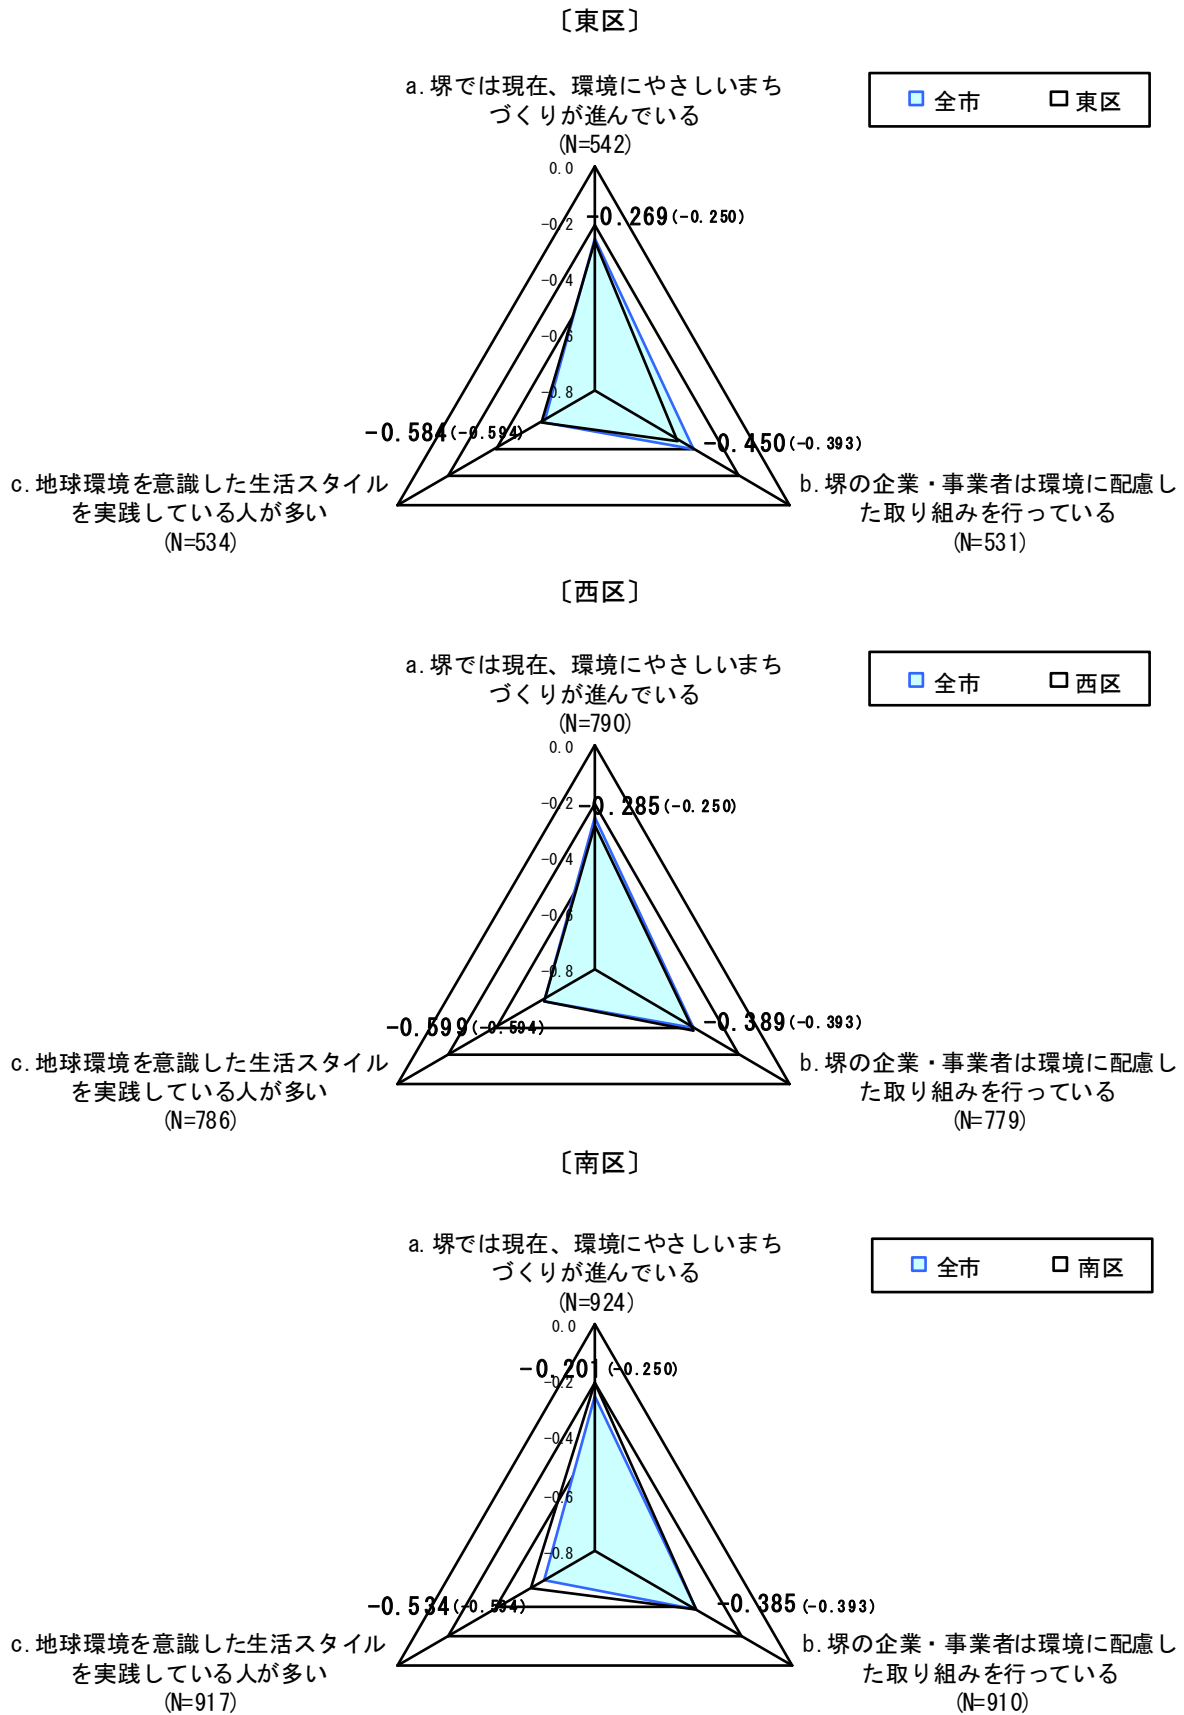 〔東区〕
a.堺では現在、環境にやさしいまち
づくりが進んでいる
(N=542)
全市 東区
0.0
-0.269(-0.250)
-0.2
-0.4
-0.6
-0.8
-0.584(-0.594)
-0.450(-0.393)
c.地球環境を意識した生活スタイル
を実践している人が多い
(N=534)
b.堺の企業・事業者は環境に配慮し
た取り組みを行っている
(N=531)
〔西区〕
a.堺では現在、環境にやさしいまち
づくりが進んでいる
(N=790)
全市 西区
0.0
-0.2
-0.285(-0.250)
-0.4
-0.6
-0.8
-0.599(-0.594)
-0.389(-0.393)
c.地球環境を意識した生活スタイル
を実践している人が多い
(N=786)
b.堺の企業・事業者は環境に配慮し
た取り組みを行っている
(N=779)
〔南区〕
a.堺では現在、環境にやさしいまち
づくりが進んでいる
(N=924)
全市 南区
0.0
-0.201(-0.250)
-0.2
-0.4
-0.6
-0.8
-0.534(-0.594)
-0.385(-0.393)
c.地球環境を意識した生活スタイル
を実践している人が多い
(N=917)
b.堺の企業・事業者は環境に配慮し
た取り組みを行っている
(N=910)